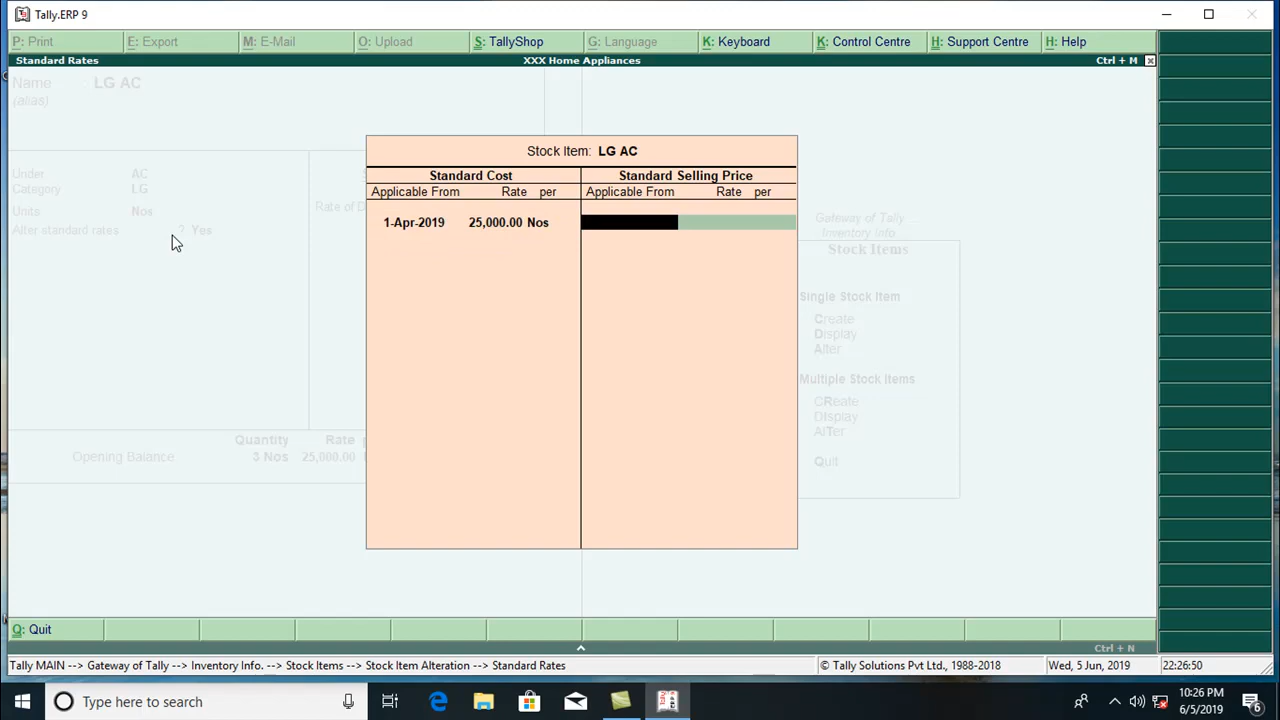 Tally.ERP 9
P: Print E: Export M: E-Mail O: Upload S: TallyShop G: Language K: Keyboard K: Control Centre H: Support Centre H: Help
Standard Rates XXX Home Appliances Ctrl + M
Name LG AC
(alias)
Stock Item: LG AC
Standard Cost Standard Selling Price
Applicable From Rate per Applicable From Rate per
1-Apr-2019 25,000.00 Nos
Under AC
Category LG
Units Nos
Rate of D
Alter standard rates ? Yes
Gateway of Tally...
Inventory Info.
Stock Items
Single Stock Item
Create
Display
Alter
Multiple Stock Items
CReate
DIsplay
AlTer
Quit
Quantity Rate
Opening Balance 3 Nos 25,000.00
Q: Quit
Ctrl + N
Tally MAIN --> Gateway of Tally --> Inventory Info. --> Stock Items --> Stock Item Alteration --> Standard Rates © Tally Solutions Pvt Ltd., 1988-2018 Wed, 5 Jun, 2019 22:26:50
Type here to search
10:26 PM
6/5/2019
6